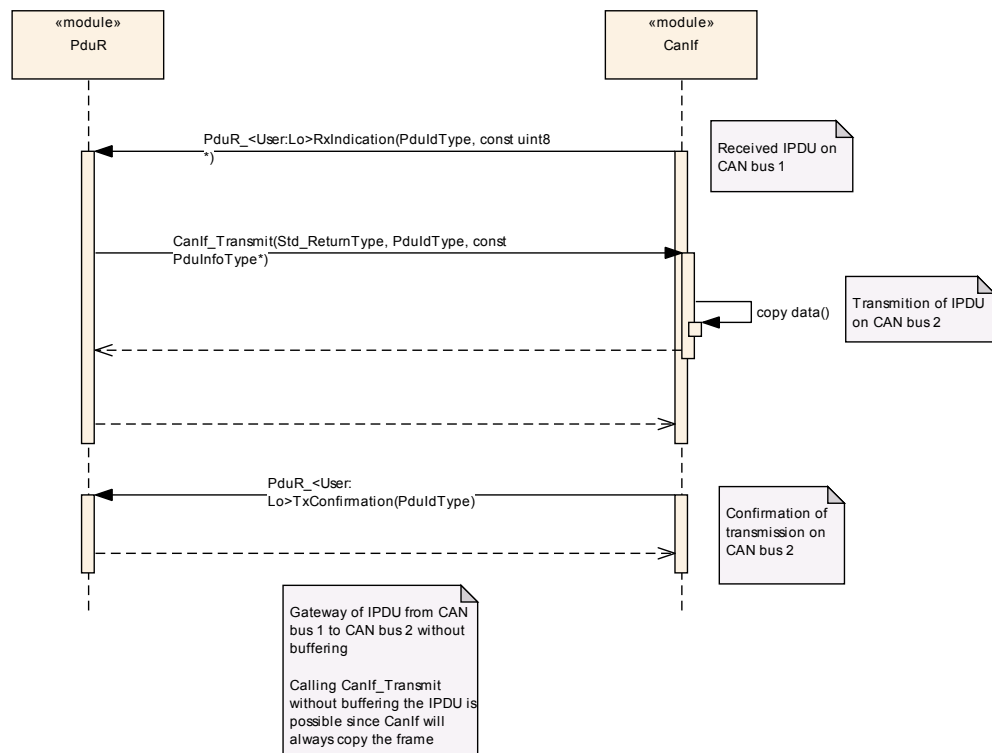 «module»
PduR
«module»
CanIf
PduR_<User:Lo>RxIndication(PduIdType, const uint8
*)
Received IPDU on
CAN bus 1
CanIf_Transmit(Std_ReturnType, PduIdType, const
PduInfoType*)
copy data()
Transmition of IPDU
on CAN bus 2
PduR_<User:
Lo>TxConfirmation(PduIdType)
Confirmation of
transmission on
CAN bus 2
Gateway of IPDU from CAN
bus 1 to CAN bus 2 without
buffering
Calling CanIf_Transmit
without buffering the IPDU is
possible since CanIf will
always copy the frame